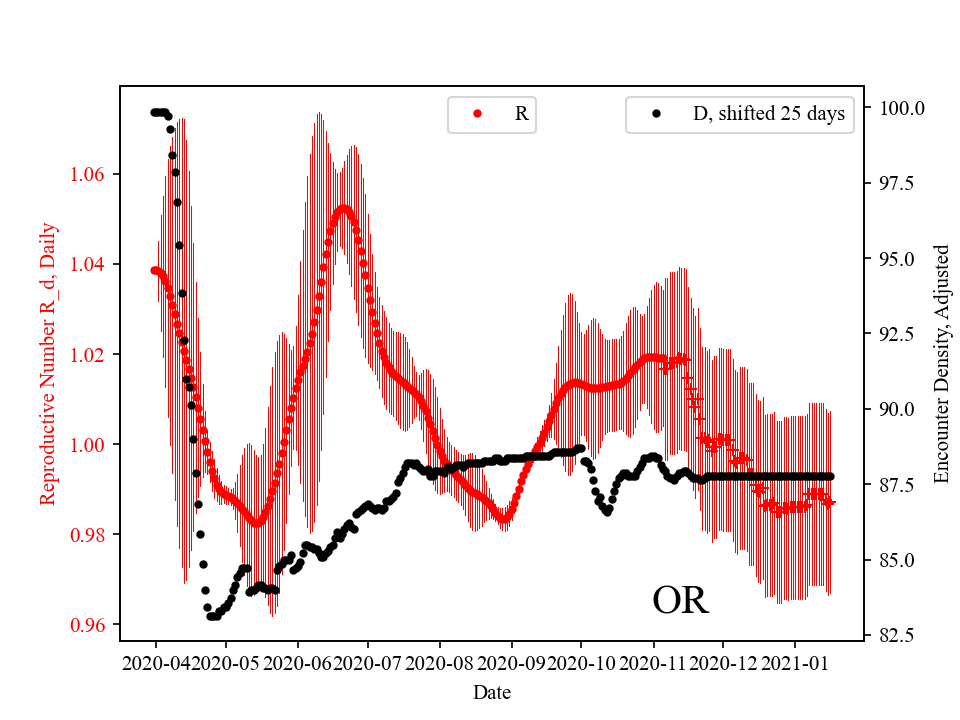 R
D, shifted 25 days
Reproductive Number R_d, Daily
1.06
1.04
1.02
1.00
0.98
0.96
100.0
97.5
95.0
92.5
90.0
87.5
85.0
82.5
Encounter Density, Adjusted
OR
2020-04 2020-05 2020-06 2020-07 2020-08 2020-09 2020-10 2020-11 2020-12 2021-01
Date